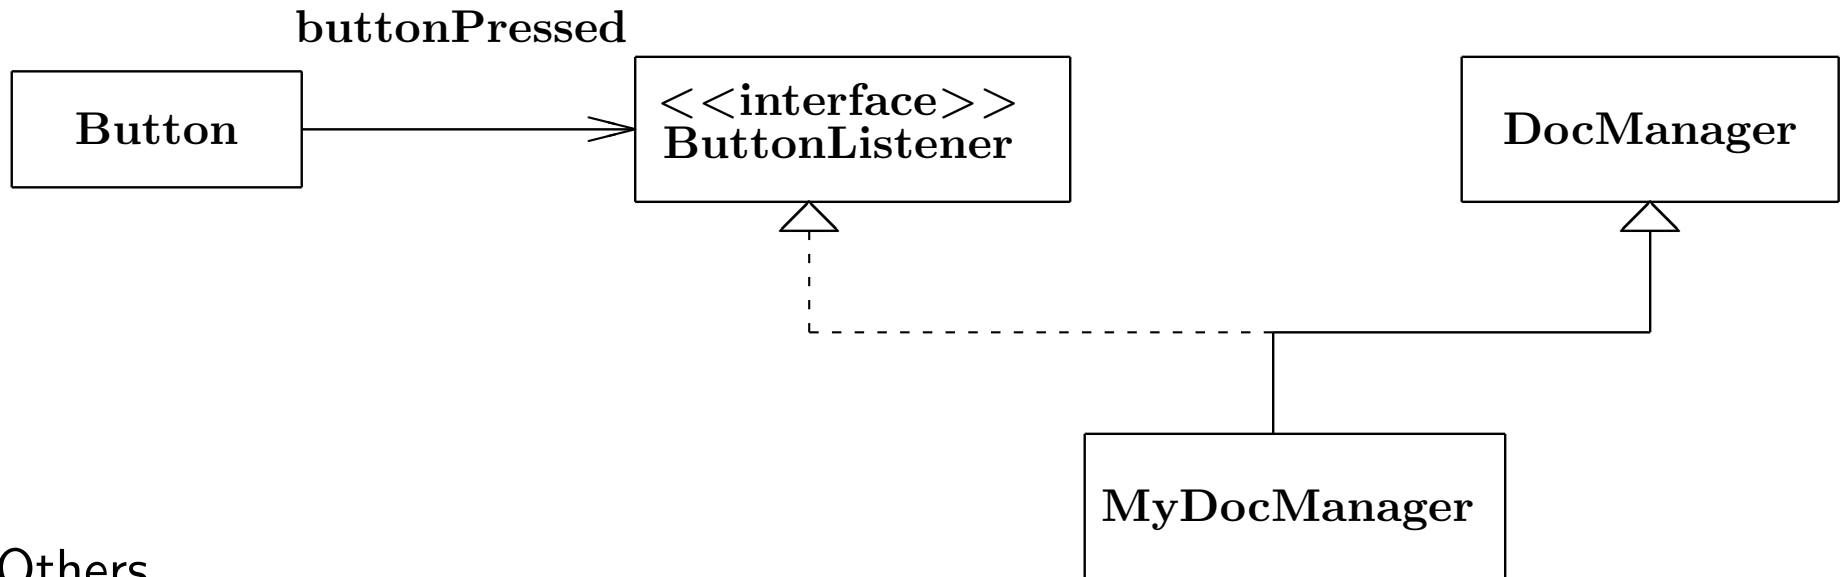 buttonPressed
Button
<<interface>>
ButtonListener
DocManager
MyDocManager
Others